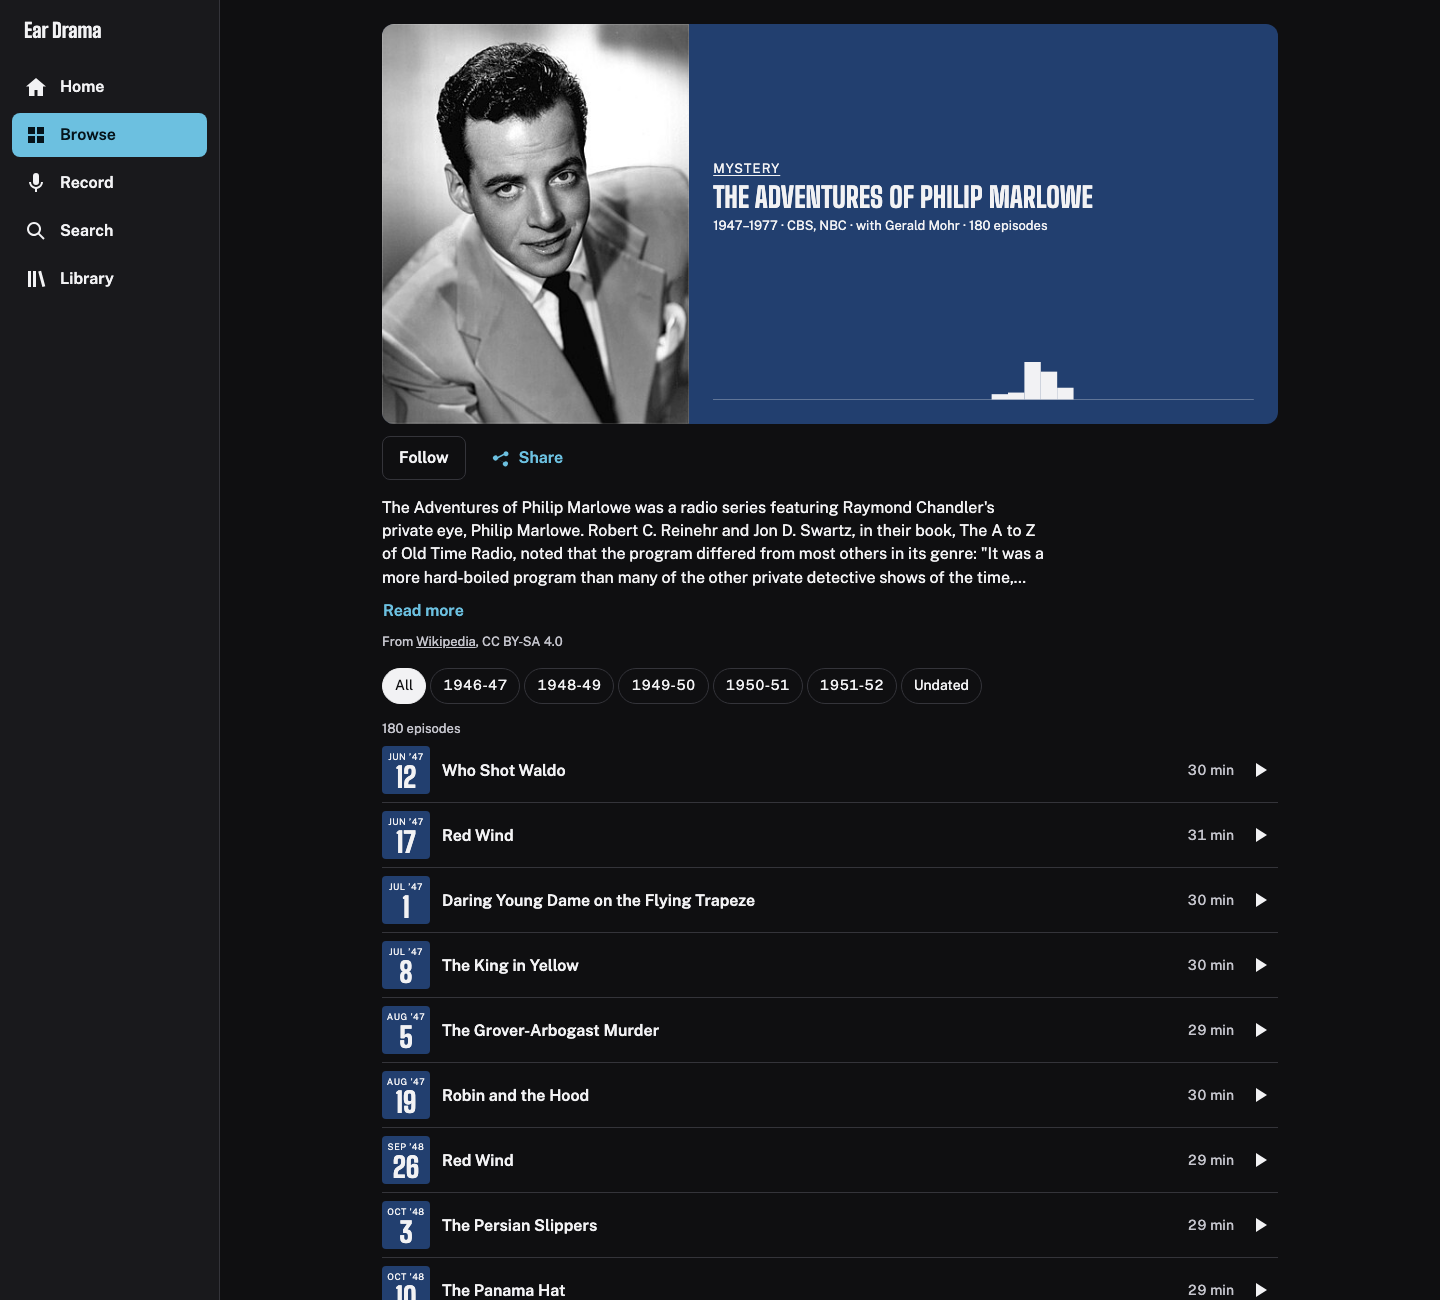 Ear Drama
Home
Browse
Record
Search
Library
MYSTERY
THE ADVENTURES OF PHILIP MARLOWE
1947–1977 · CBS, NBC · with Gerald Mohr · 180 episodes
Follow
Share
The Adventures of Philip Marlowe was a radio series featuring Raymond Chandler's
private eye, Philip Marlowe. Robert C. Reinehr and Jon D. Swartz, in their book, The A to Z
of Old Time Radio, noted that the program differed from most others in its genre: "It was a
more hard-boiled program than many of the other private detective shows of the time,...
Read more
From Wikipedia, CC BY-SA 4.0
All 1946-47 1948-49 1949-50 1950-51 1951-52 Undated
180 episodes
JUN '47
12
Who Shot Waldo
30 min
JUN '47
17
Red Wind
31 min
JUL '47
1
Daring Young Dame on the Flying Trapeze
30 min
JUL '47
8
The King in Yellow
30 min
AUG '47
5
The Grover-Arbogast Murder
29 min
AUG '47
19
Robin and the Hood
30 min
SEP '48
26
Red Wind
29 min
OCT '48
3
The Persian Slippers
29 min
OCT '48
10
The Panama Hat
29 min